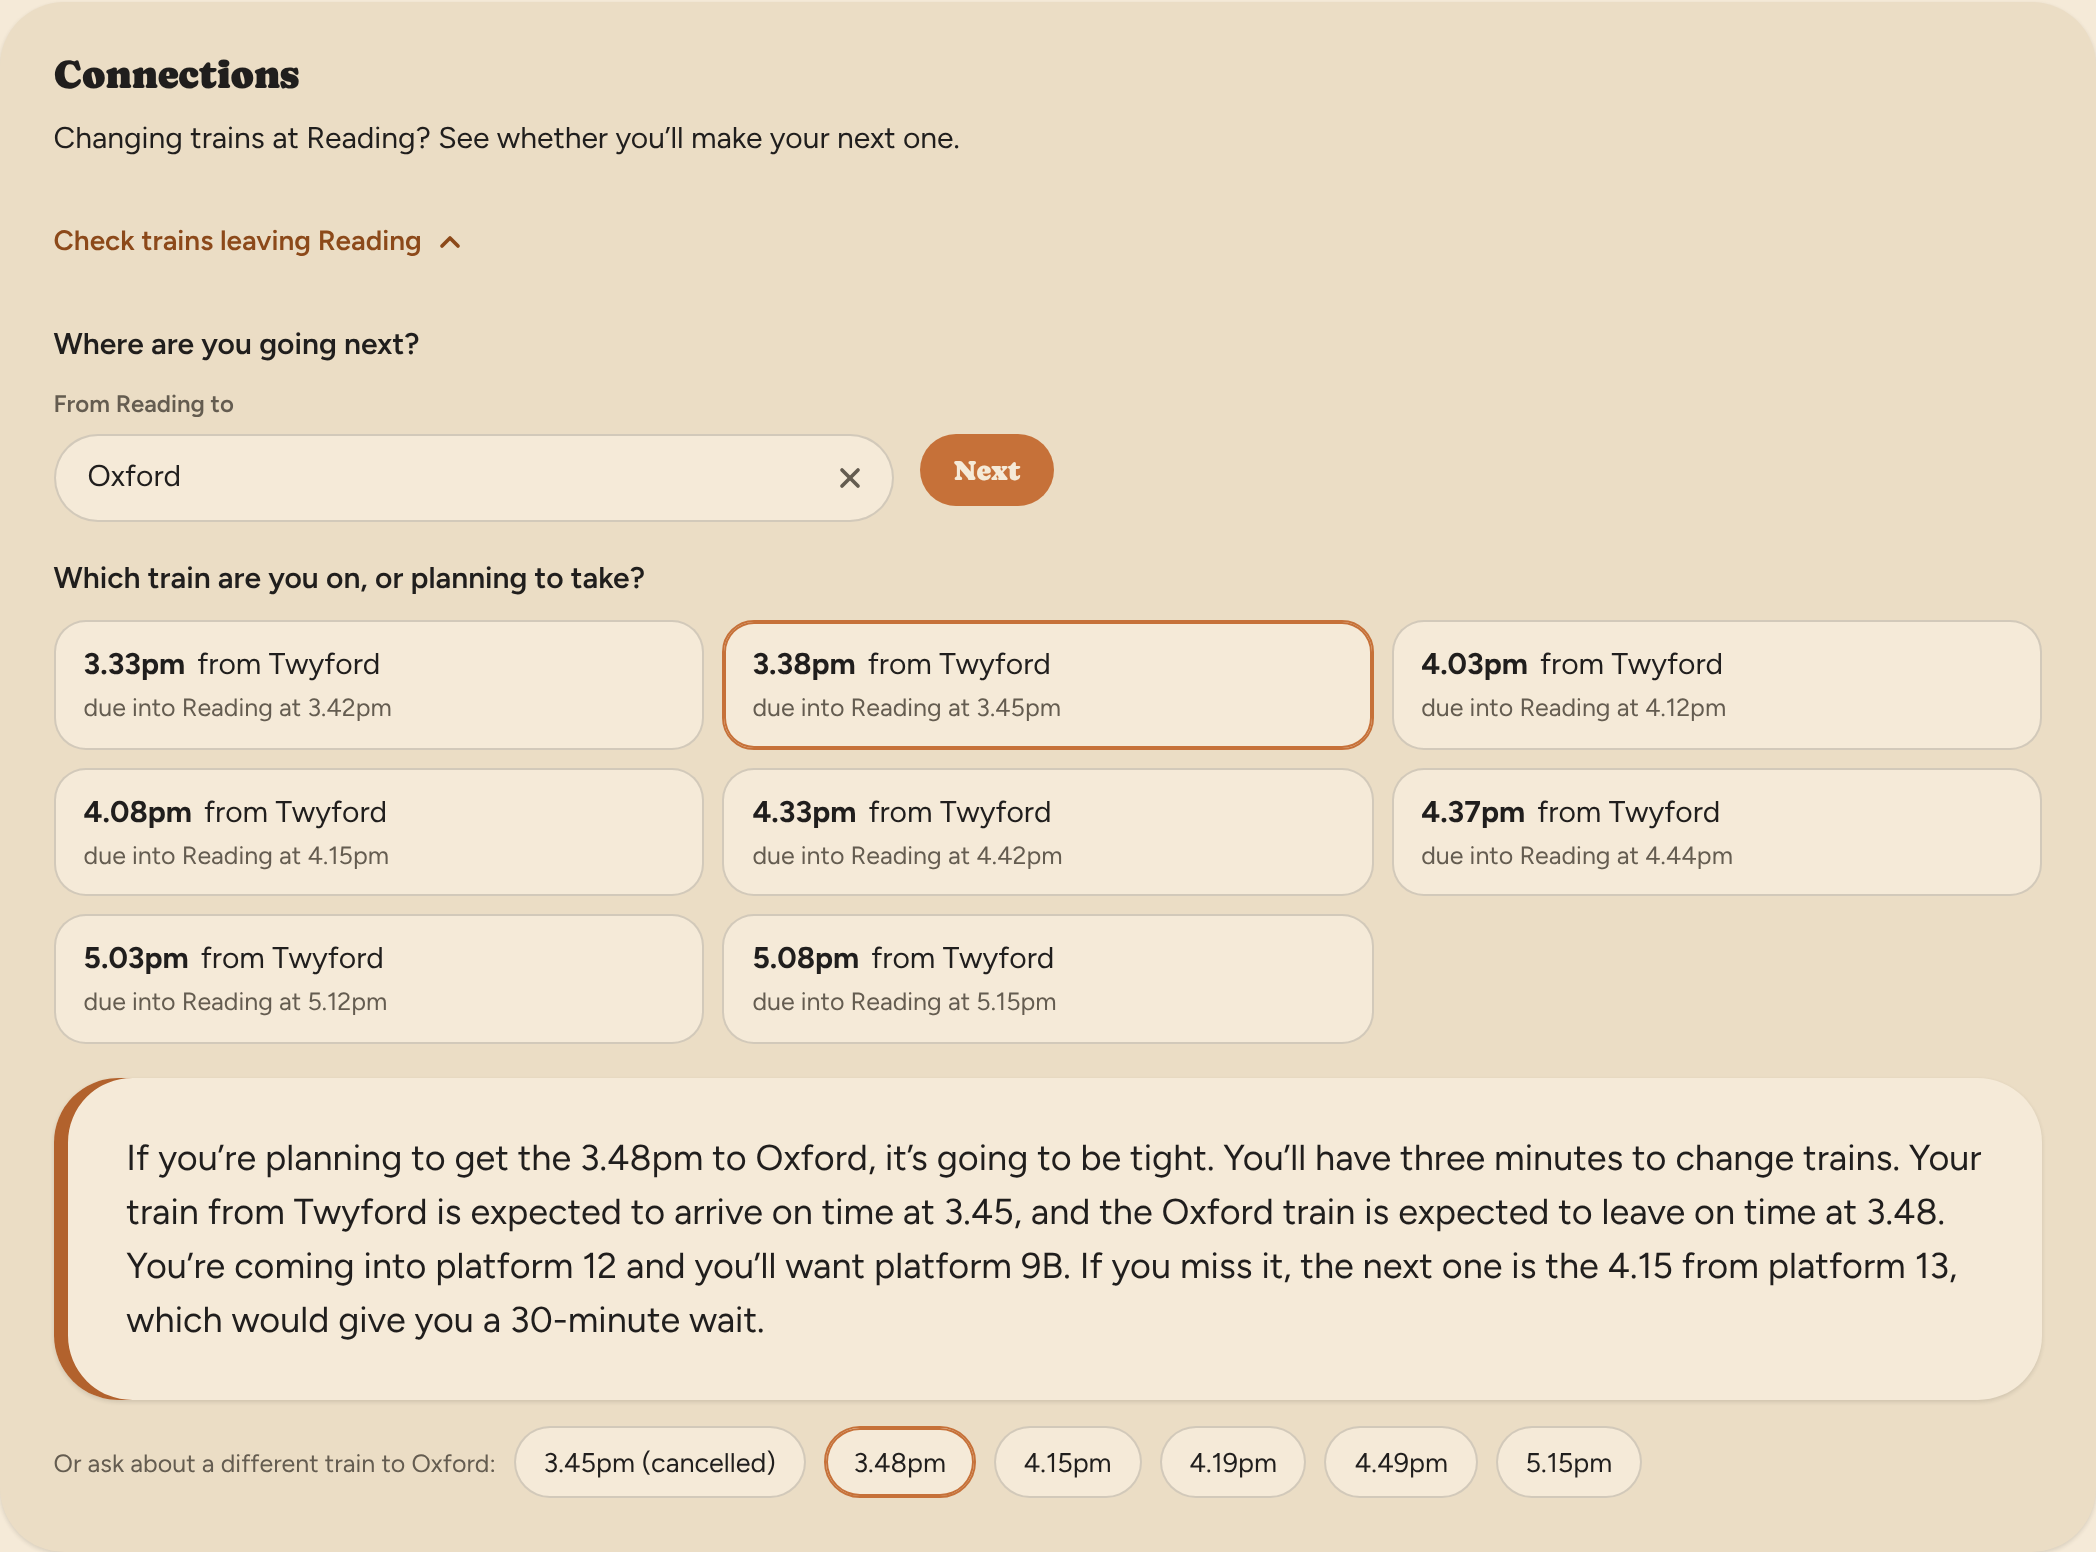 Connections
Changing trains at Reading? See whether you’ll make your next one.
Check trains leaving Reading
Where are you going next?
From Reading to
Oxford
Next
Which train are you on, or planning to take?
3.33pm from Twyford
due into Reading at 3.42pm
3.38pm from Twyford
due into Reading at 3.45pm
4.03pm from Twyford
due into Reading at 4.12pm
4.08pm from Twyford
due into Reading at 4.15pm
4.33pm from Twyford
due into Reading at 4.42pm
4.37pm from Twyford
due into Reading at 4.44pm
5.03pm from Twyford
due into Reading at 5.12pm
5.08pm from Twyford
due into Reading at 5.15pm
If you’re planning to get the 3.48pm to Oxford, it’s going to be tight. You’ll have three minutes to change trains. Your
train from Twyford is expected to arrive on time at 3.45, and the Oxford train is expected to leave on time at 3.48.
You’re coming into platform 12 and you’ll want platform 9B. If you miss it, the next one is the 4.15 from platform 13,
which would give you a 30-minute wait.
Or ask about a different train to Oxford:
3.45pm (cancelled)
3.48pm
4.15pm
4.19pm
4.49pm
5.15pm